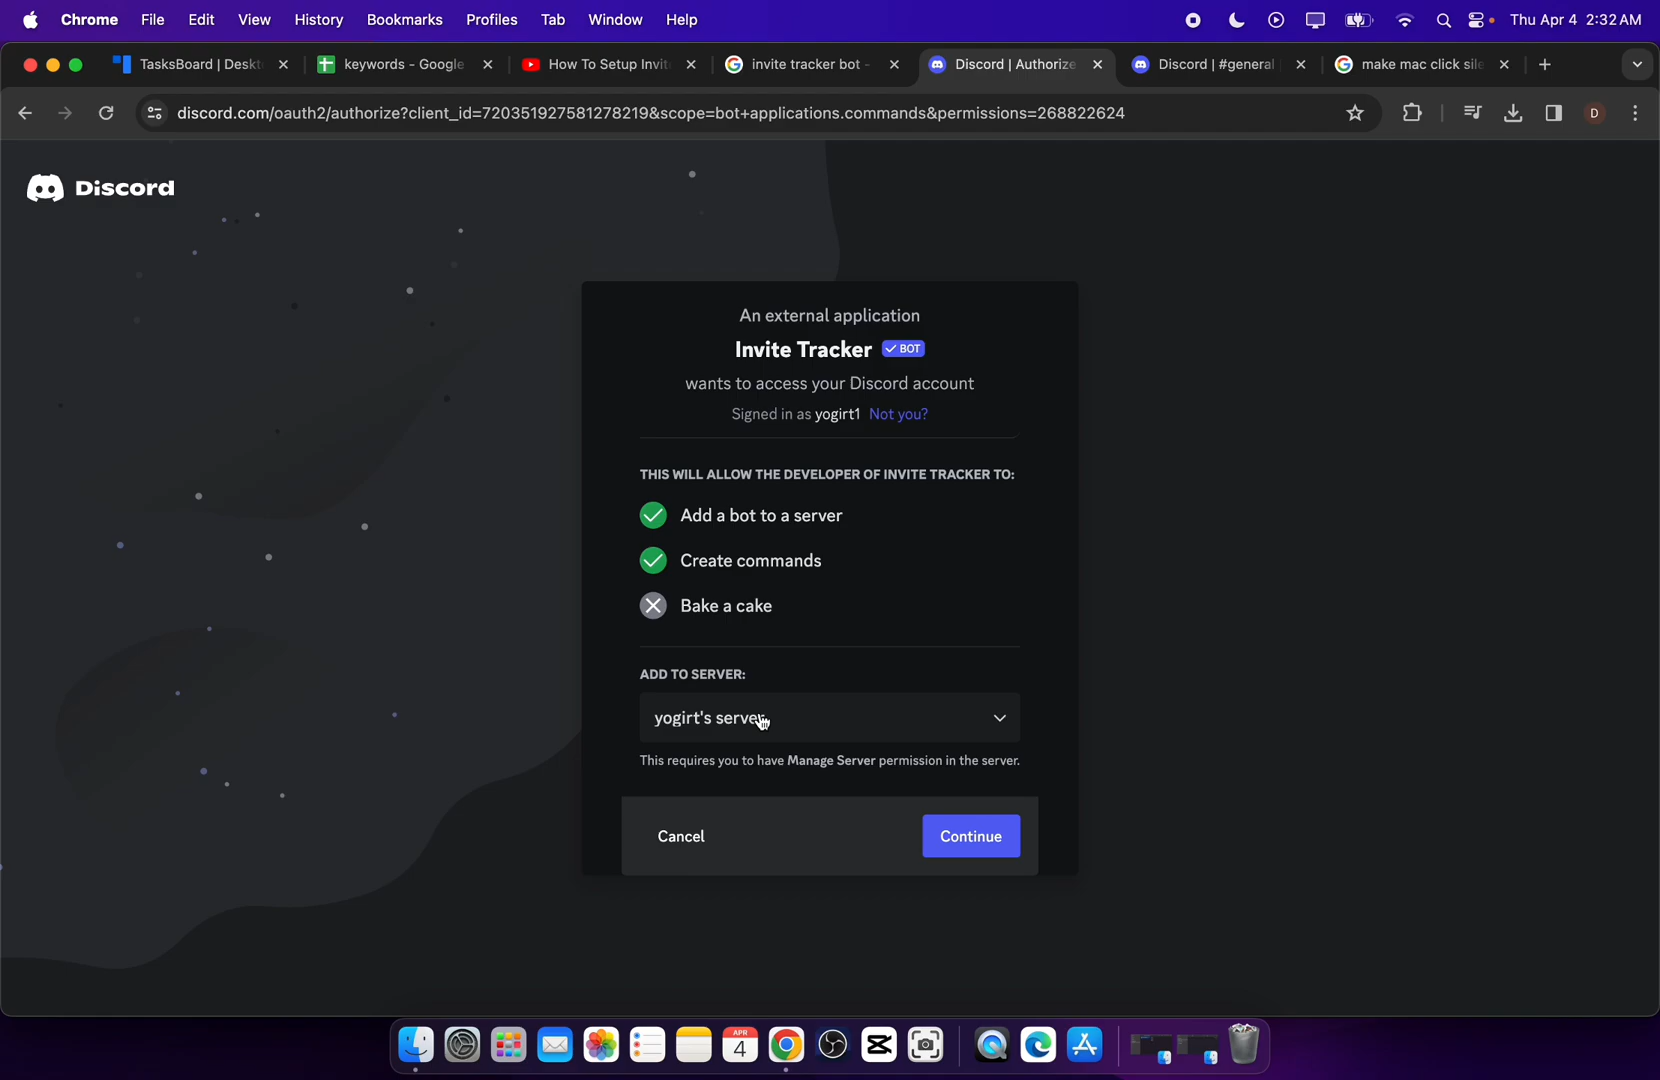 Chrome File Edit View History Bookmarks Profiles Tab Window Help Thu Apr 4 2:32 AM
TasksBoard | Deskt keywords - Google How To Setup Invit invite tracker bot - Discord | Authorize Discord | #general make mac click sile
discord.com/oauth2/authorize?client_id=720351927581278219&scope=bot+applications.commands&permissions=268822624 D
Discord
An external application
Invite Tracker BOT
wants to access your Discord account
Signed in as yogirt1 Not you?
THIS WILL ALLOW THE DEVELOPER OF INVITE TRACKER TO:
Add a bot to a server
Create commands
Bake a cake
ADD TO SERVER:
yogirt's server
This requires you to have Manage Server permission in the server.
Cancel Continue
APR
4